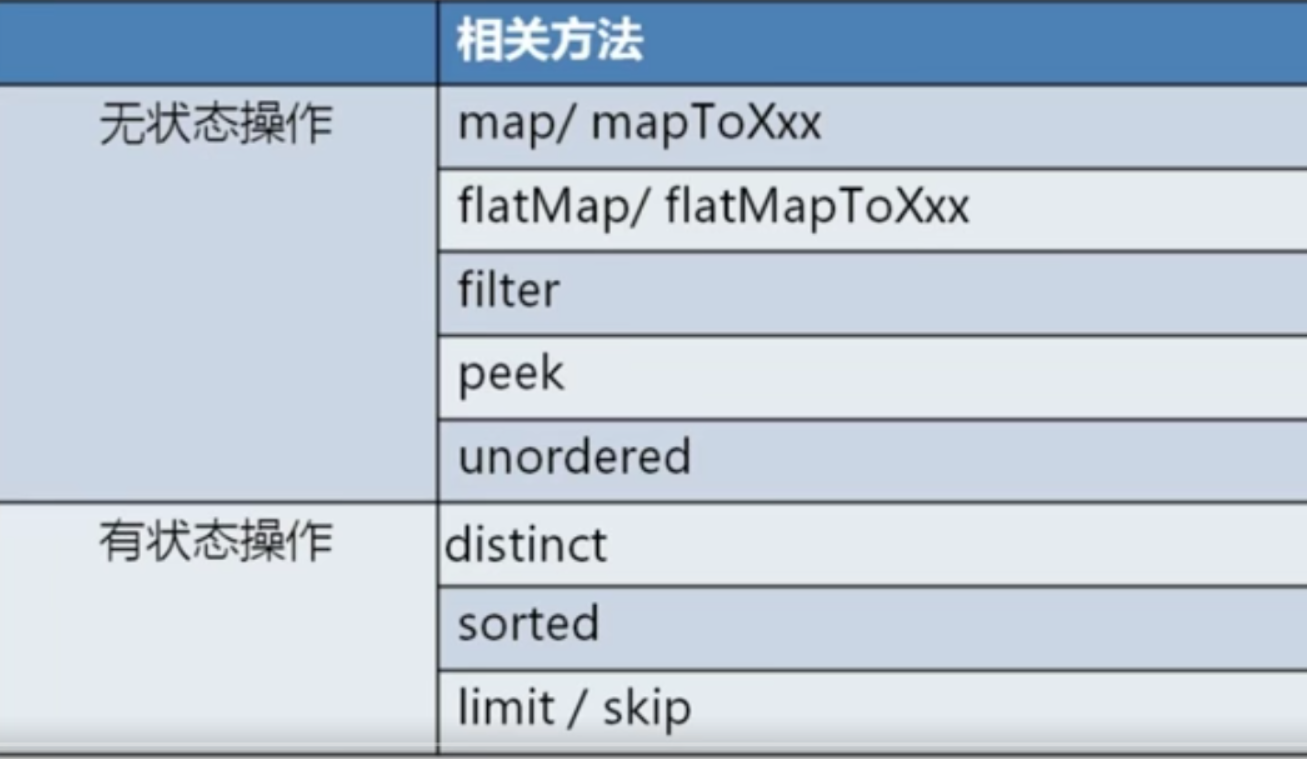 相关方法
无状态操作
map/ mapToXxx
flatMap/ flatMapToXxx
filter
peek
unordered
有状态操作
distinct
sorted
limit / skip